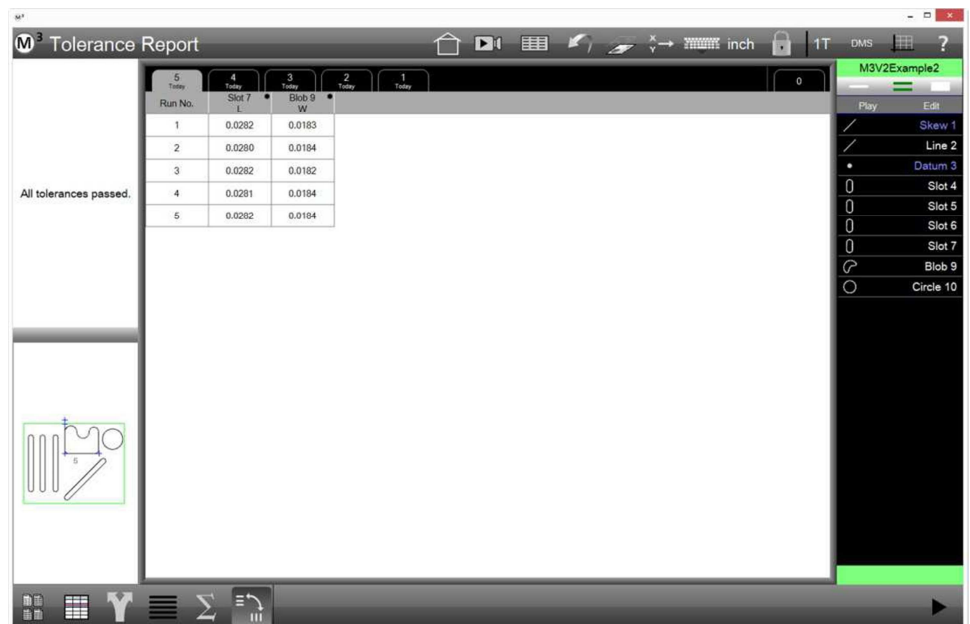 M³
M³ Tolerance Report
X Y inch 1T DMS ?
5 Today 4 Today 3 Today 2 Today 1 Today 0
Run No. Slot 7 L Blob 9 W
1 0.0282 0.0183
2 0.0280 0.0184
3 0.0282 0.0182
4 0.0281 0.0184
5 0.0282 0.0184
All tolerances passed.
5
M3V2Example2
Play Edit
Skew 1
Line 2
Datum 3
Slot 4
Slot 5
Slot 6
Slot 7
Blob 9
Circle 10